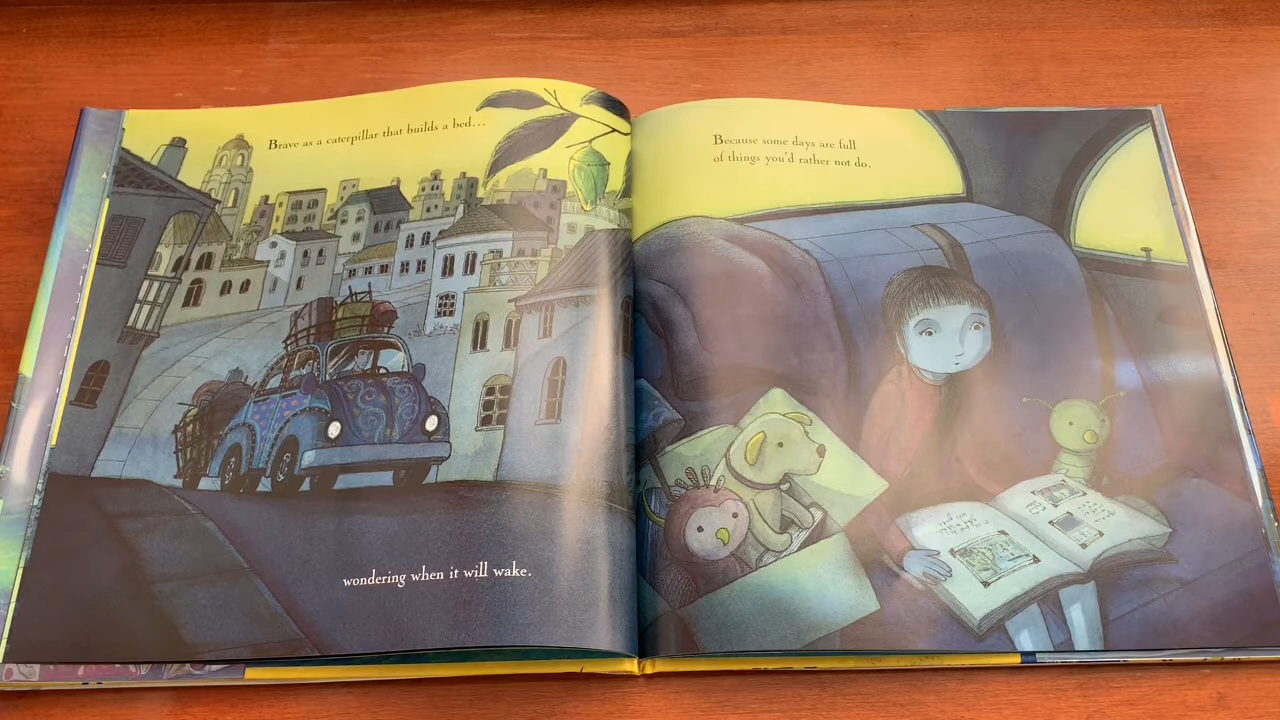 Brave as a caterpillar that builds a bed...
wondering when it will wake.
Because some days are full
of things you'd rather not do.